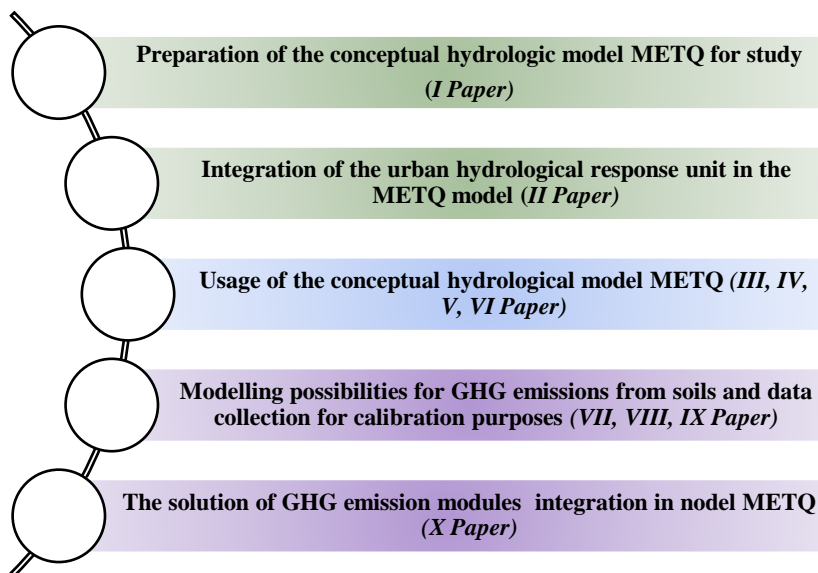 Preparation of the conceptual hydrologic model METQ for study
(I Paper)
Integration of the urban hydrological response unit in the
METQ model (II Paper)
Usage of the conceptual hydrological model METQ (III, IV,
V, VI Paper)
Modelling possibilities for GHG emissions from soils and data
collection for calibration purposes (VII, VIII, IX Paper)
The solution of GHG emission modules integration in nodel METQ
(X Paper)